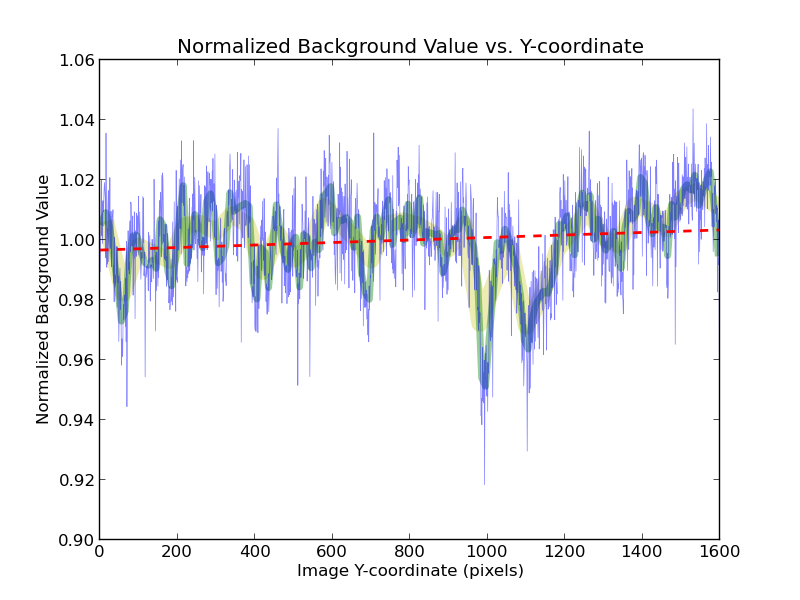 Normalized Background Value vs. Y-coordinate
1.06
1.04
1.02
1.00
0.98
0.96
0.94
0.92
0.90
Normalized Background Value
0 200 400 600 800 1000 1200 1400 1600
Image Y-coordinate (pixels)